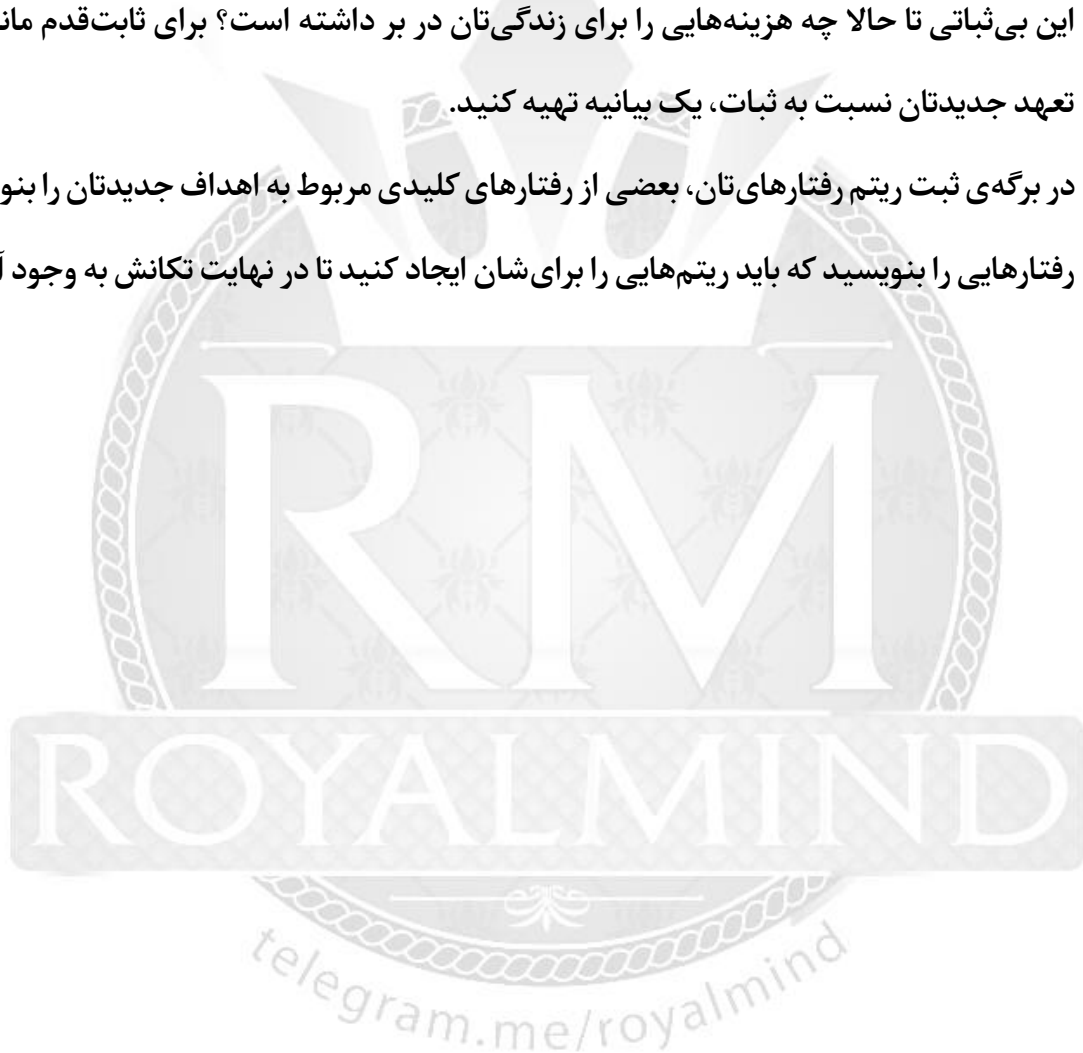 این بی‌ثباتی تا حالا چه هزینه‌هایی را برای زندگی‌تان در بر داشته است؟ برای ثابت‌قدم
تعهد جدیدتان نسبت به ثبات، یک بیانیه تهیه کنید.
در برگه‌ی ثبت ریتم رفتارهای‌تان، بعضی از رفتارهای کلیدی مربوط به اهداف جدیدتان را
رفتارهایی را بنویسید که باید ریتم‌هایی را برای‌شان ایجاد کنید تا در نهایت تکانش به وجود
RM
ROYALMIND
telegram.me/royalmind